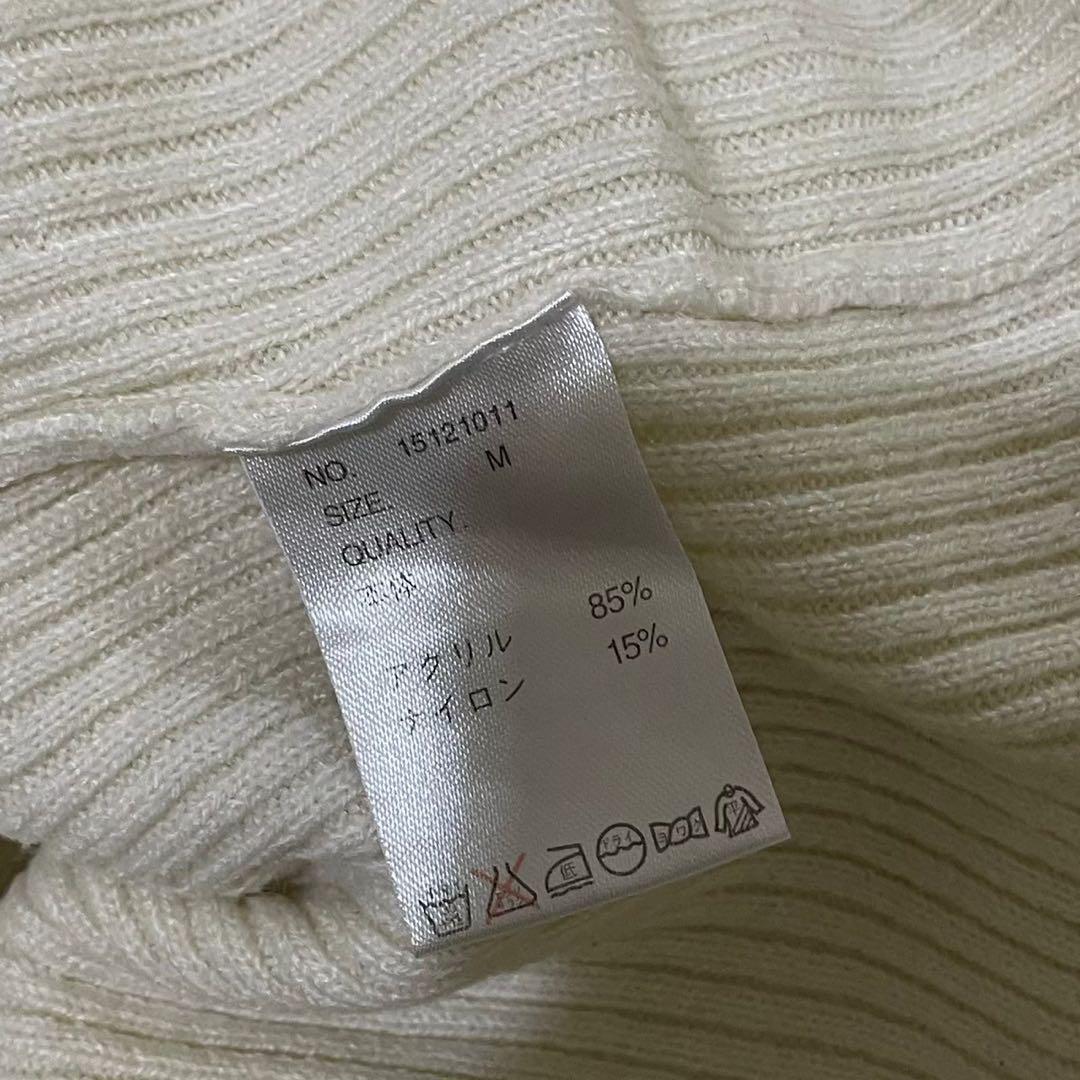 NO. 15121011
SIZE. M
QUALITY.
本体
アクリル 85%
ナイロン 15%
低
ドライ
ヨワク
平